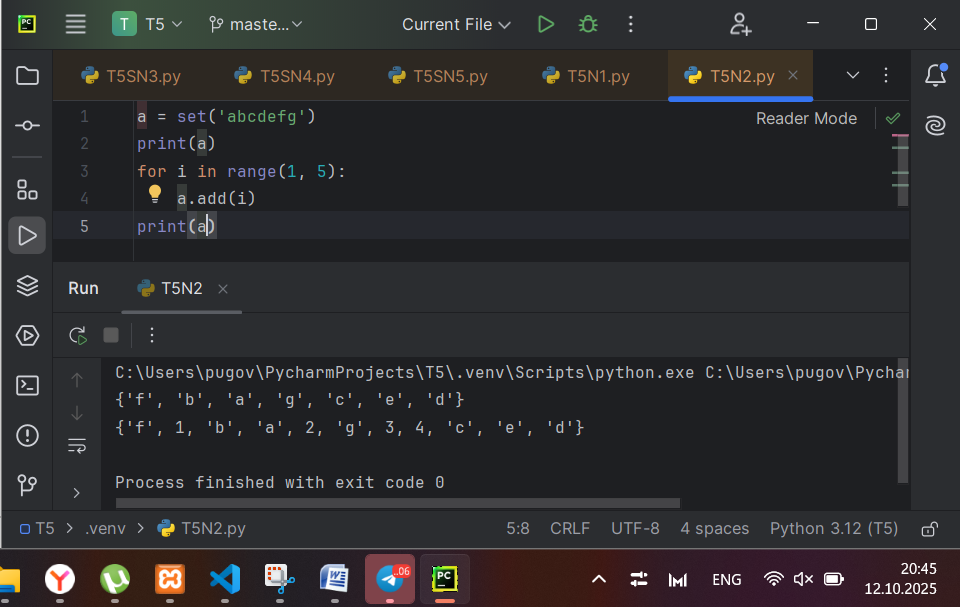 PC T T5 maste... Current File
T5SN3.py T5SN4.py T5SN5.py T5N1.py T5N2.py
Reader Mode
1 a = set('abcdefg')
2 print(a)
3 for i in range(1, 5):
4 a.add(i)
5 print(a)
Run T5N2
C:\Users\pugov\PycharmProjects\T5\.venv\Scripts\python.exe C:\Users\pugov\Pychar
{'f', 'b', 'a', 'g', 'c', 'e', 'd'}
{'f', 1, 'b', 'a', 2, 'g', 3, 4, 'c', 'e', 'd'}
Process finished with exit code 0
T5 > .venv > T5N2.py 5:8 CRLF UTF-8 4 spaces Python 3.12 (T5)
.06 PC ENG 20:45
12.10.2025